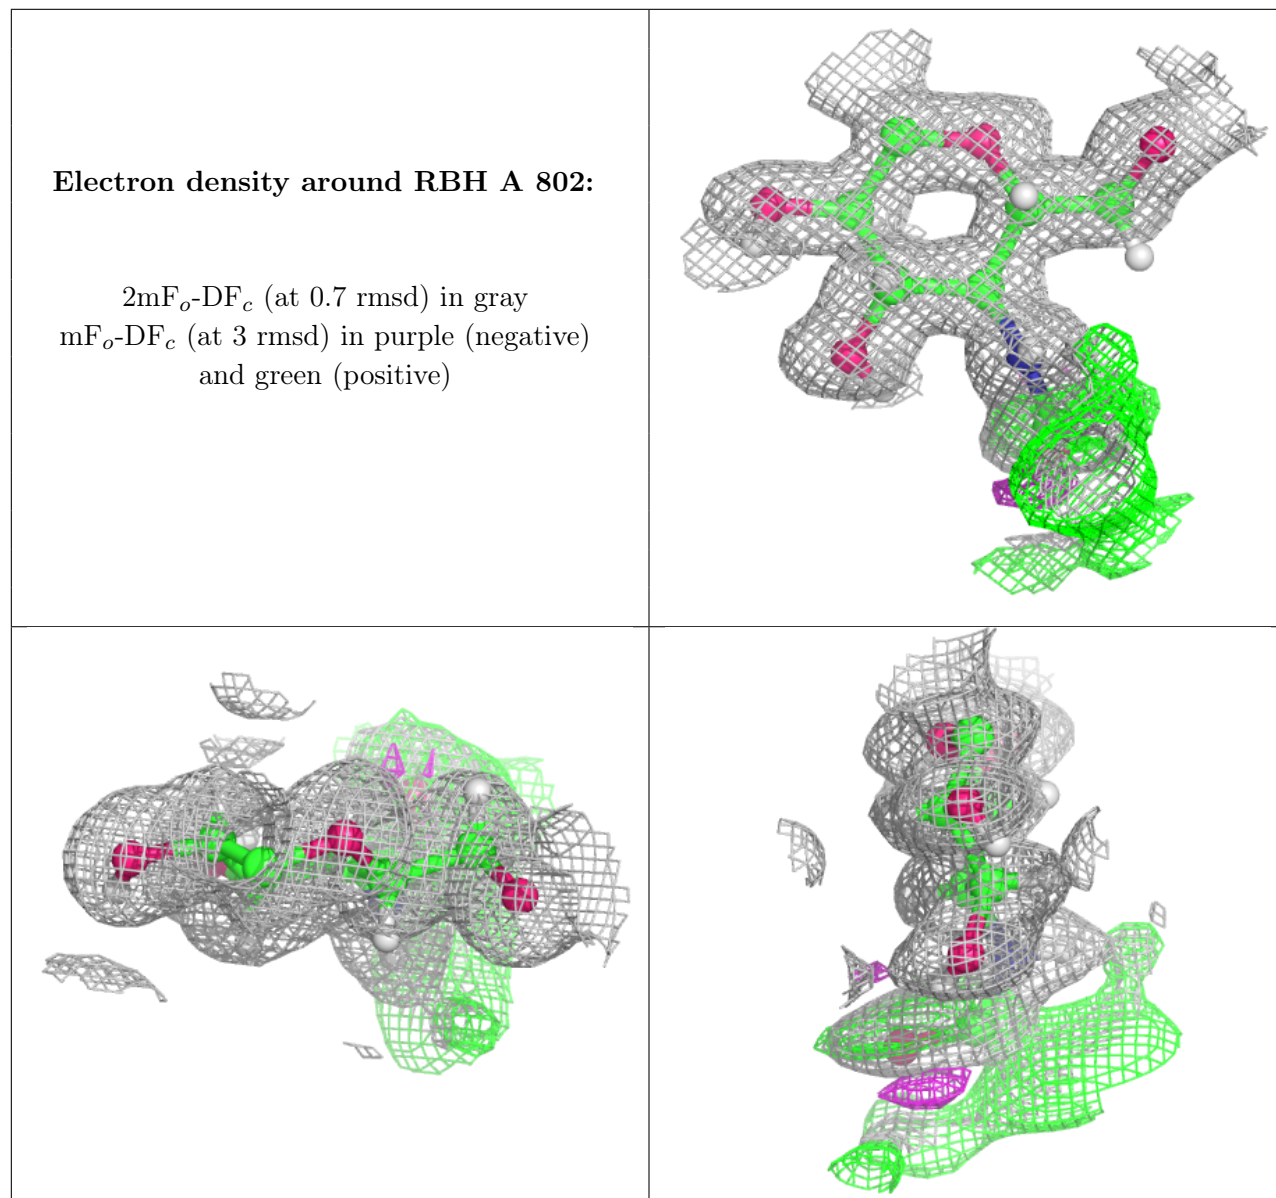 Electron density around RBH A 802:
2mFo-DFc (at 0.7 rmsd) in gray
mFo-DFc (at 3 rmsd) in purple (negative)
and green (positive)